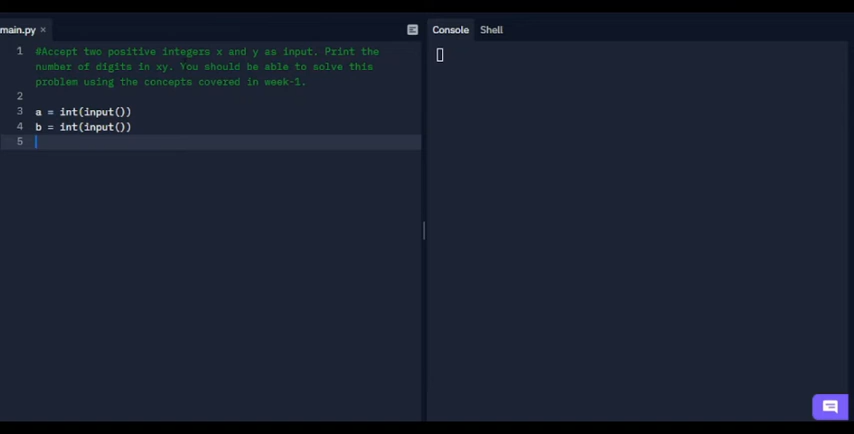 main.py ×
Console
Shell
1 #Accept two positive integers x and y as input. Print the
number of digits in xy. You should be able to solve this
problem using the concepts covered in week-1.
2
3 a = int(input())
4 b = int(input())
5